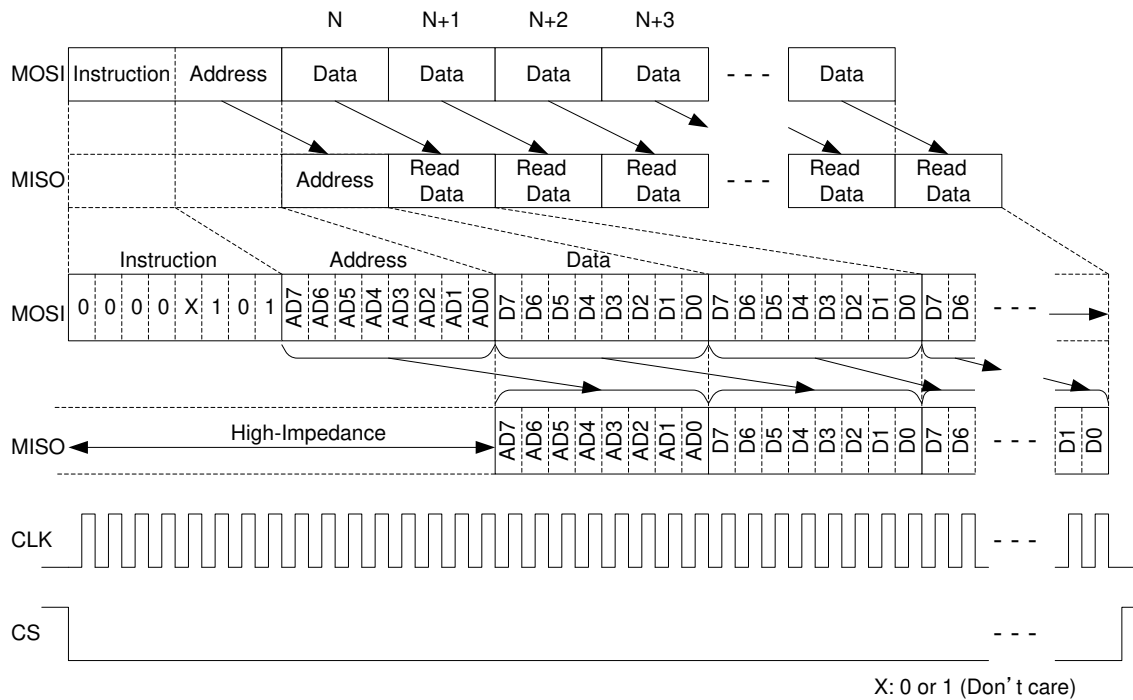 N N+1 N+2 N+3
MOSI Instruction Address Data Data Data Data - - - Data
MISO Address Read Data Read Data Read Data - - - Read Data Read Data
Instruction Address Data
MOSI 0 0 0 0 X 1 0 1 AD7 AD6 AD5 AD4 AD3 AD2 AD1 AD0 D7 D6 D5 D4 D3 D2 D1 D0 D7 D6 D5 D4 D3 D2 D1 D0 D7 D6 - - -
MISO High-Impedance AD7 AD6 AD5 AD4 AD3 AD2 AD1 AD0 D7 D6 D5 D4 D3 D2 D1 D0 D7 D6 - - - D1 D0
CLK - - -
CS - - -
X: 0 or 1 (Don't care)